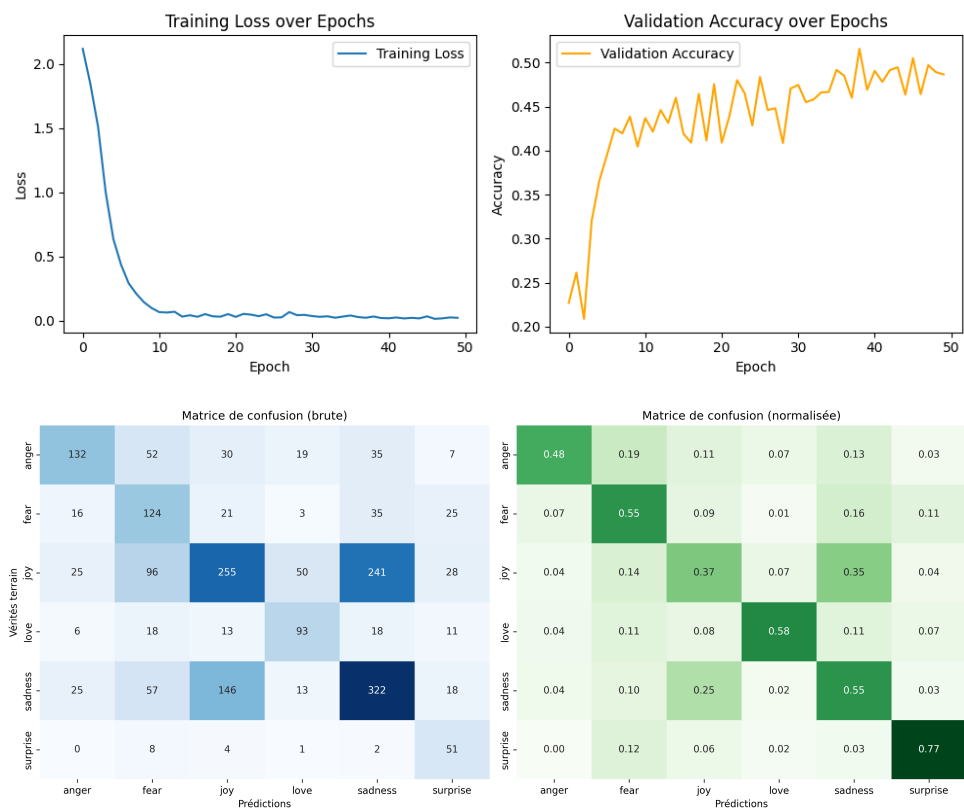 Training Loss over Epochs
Training Loss
2.0
1.5
1.0
0.5
0.0
Loss
0 10 20 30 40 50
Epoch
Validation Accuracy over Epochs
Validation Accuracy
0.50
0.45
0.40
0.35
0.30
0.25
0.20
Accuracy
0 10 20 30 40 50
Epoch
Matrice de confusion (brute)
Vérités terrain
anger 132 52 30 19 35 7
fear 16 124 21 3 35 25
joy 25 96 255 50 241 28
love 6 18 13 93 18 11
sadness 25 57 146 13 322 18
surprise 0 8 4 1 2 51
anger fear joy love sadness surprise
Prédictions
Matrice de confusion (normalisée)
anger 0.48 0.19 0.11 0.07 0.13 0.03
fear 0.07 0.55 0.09 0.01 0.16 0.11
joy 0.04 0.14 0.37 0.07 0.35 0.04
love 0.04 0.11 0.08 0.58 0.11 0.07
sadness 0.04 0.10 0.25 0.02 0.55 0.03
surprise 0.00 0.12 0.06 0.02 0.03 0.77
anger fear joy love sadness surprise
Prédictions